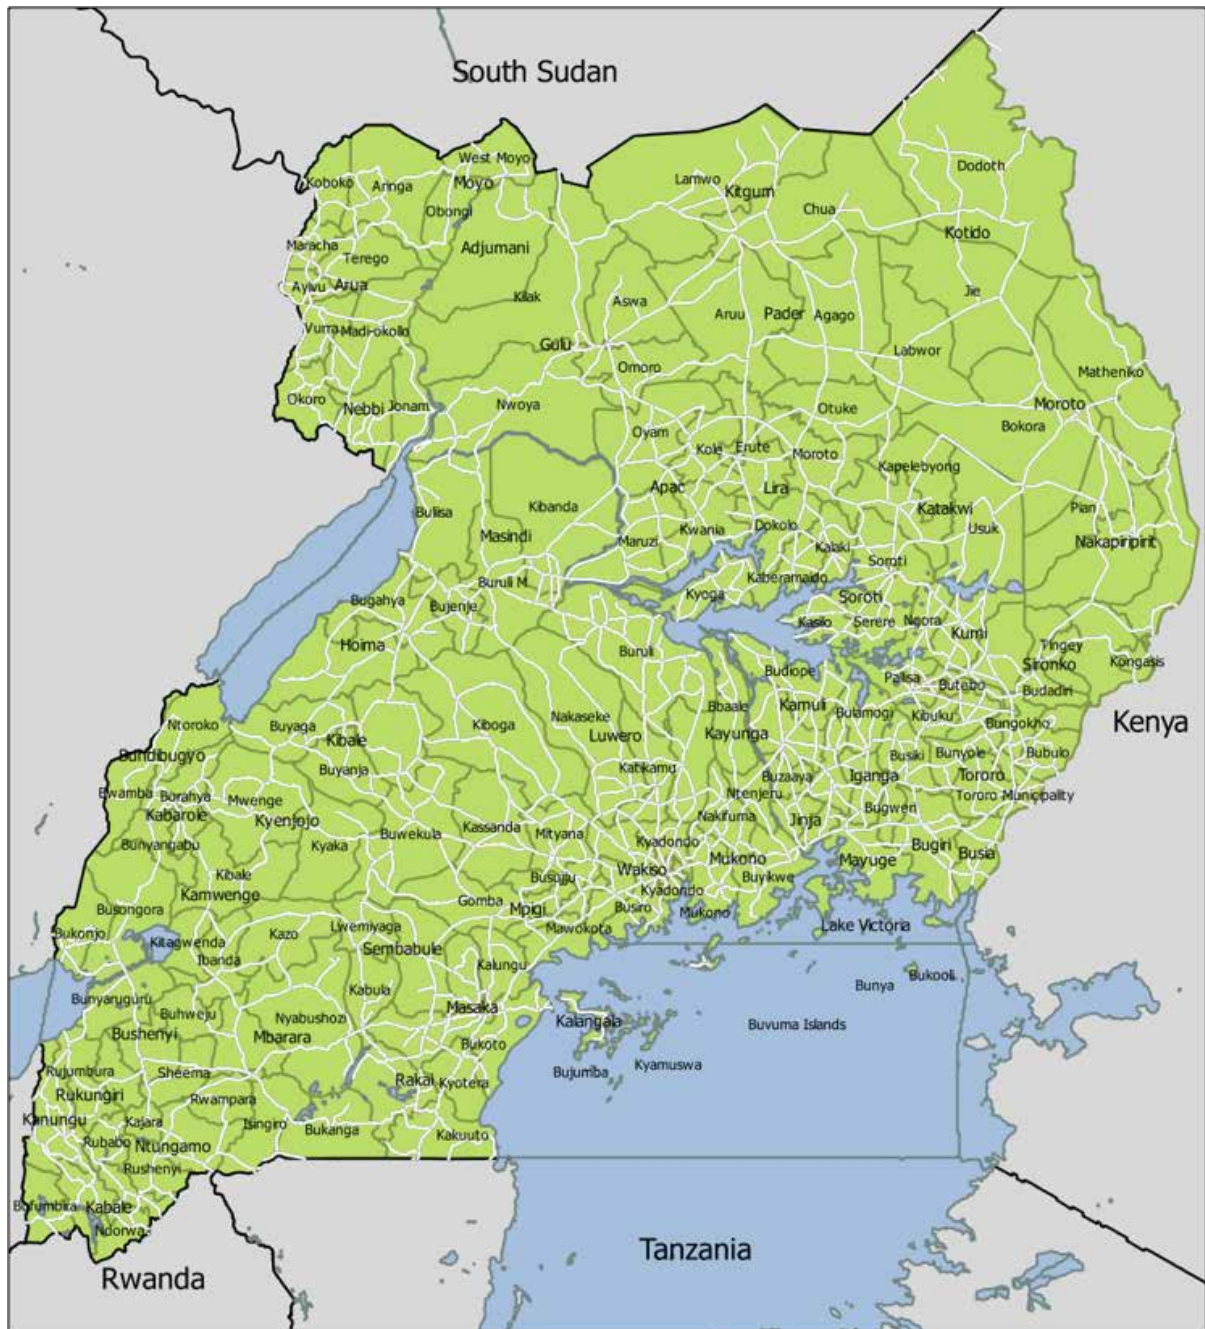 South Sudan
West Moyo
Dodoth
Koboko
Aringa
Moyo
Lamwo
Kitgum
Obongi
Chua
Kotido
Maracha
Terego
Adjumani
Ayivu
Arua
Kilak
Aswa
Jie
Vurra
Madi-okollo
Aruu
Pader
Agago
Gulu
Labwor
Omoro
Matheniko
Okoro
Nebbi
Jonam
Nwoya
Otuke
Moroto
Bokora
Oyam
Kole
Erute
Moroto
Kapelebyong
Apac
Lira
Buliisa
Kibanda
Katakwi
Pian
Masindi
Maruzi
Kwania
Dokolo
Usuk
Kalaki
Nakapiripirit
Soroti
Buruli M
Kaberamaido
Bugahya
Bujenje
Kyoga
Soroti
Kasilo
Serere
Ngora
Kumi
Hoima
Buruli
Tingey
Sironko
Kongasis
Budiope
Pallisa
Butebo
Budadiri
Ntoroko
Buyaga
Kiboga
Nakaseke
Bbaale
Kamuli
Bulamogi
Kibuku
Bungokho
Kenya
Kibale
Luwero
Kayunga
Bundibugyo
Buyanja
Katikamu
Busiki
Bunyole
Bubulo
Buzaaya
Iganga
Tororo
Bwamba
Burahya
Mwenge
Ntenjeru
Tororo Municipality
Kabarole
Kyenjojo
Kassanda
Mityana
Nakifuma
Jinja
Bugweri
Bunyangabu
Kyaka
Buwekula
Kyadondo
Bugiri
Busia
Kibale
Kamwenge
Busujju
Wakiso
Mukono
Buyikwe
Mayuge
Kyadondo
Busongora
Gomba
Mpigi
Busiro
Mukono
Lake Victoria
Bukonjo
Kitagwenda
Kazo
Lwemiyaga
Mawokota
Ibanda
Sembabule
Kalungu
Bukooli
Bunya
Bunyaruguru
Kabula
Buhweju
Nyabushozi
Masaka
Bushenyi
Mbarara
Kalangala
Buvuma Islands
Bukoto
Rujumbura
Sheema
Bujumba
Kyamuswa
Rukungiri
Rakai
Kyotera
Rwampara
Kanungu
Kajara
Isingiro
Bukanga
Kakuuto
Rubabo
Ntungamo
Rushenyi
Bufumbira
Kabale
Ndorwa
Tanzania
Rwanda